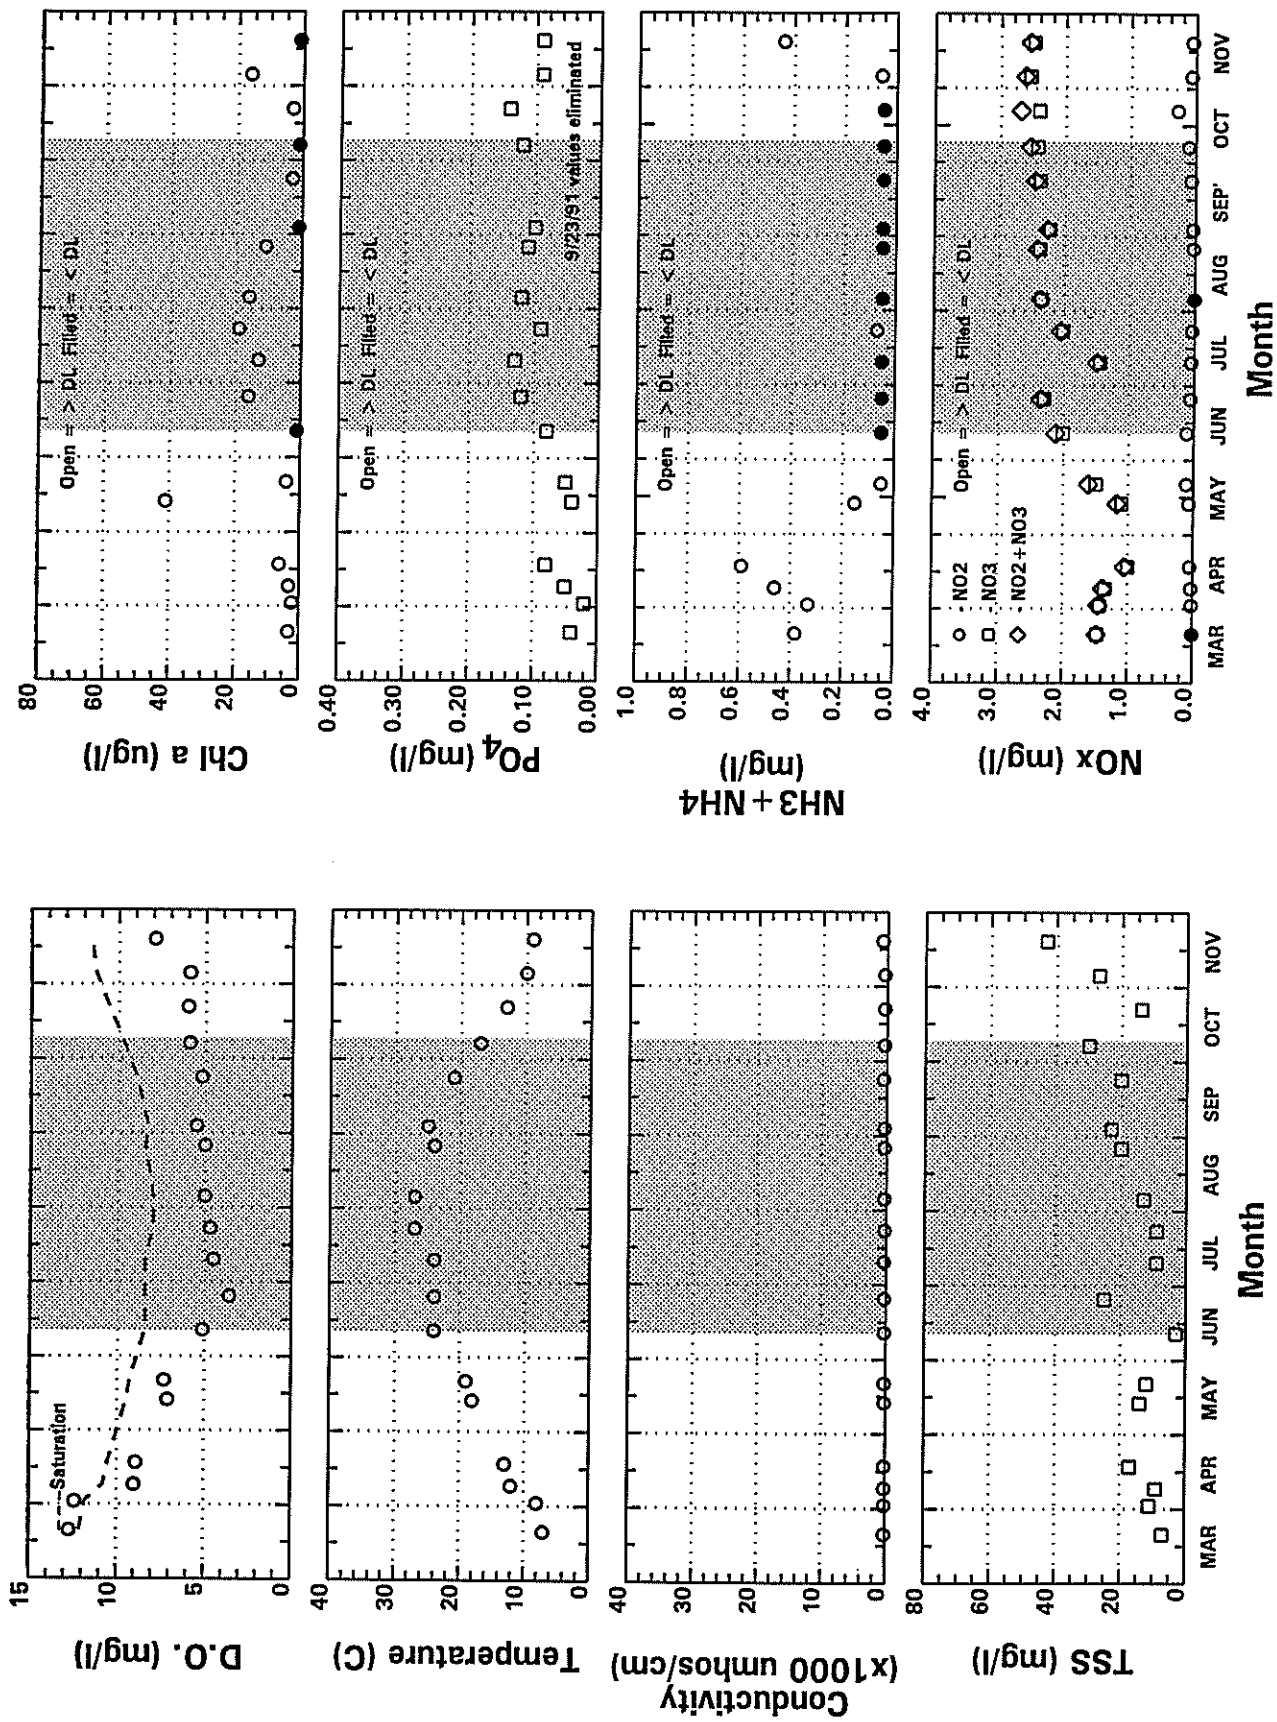 D.O. (mg/l)
15
10
5
0
Saturation
Temperature (C)
40
30
20
10
0
Conductivity
(x1000 umhos/cm)
40
30
20
10
0
TSS (mg/l)
80
60
40
20
0
MAR APR MAY JUN JUL AUG SEP OCT NOV
Month
Chl a (ug/l)
80
60
40
20
0
Open = > DL Filled = < DL
PO4 (mg/l)
0.40
0.30
0.20
0.10
0.00
Open = > DL Filled = < DL
9/23/91 values eliminated
NH3+NH4
(mg/l)
1.0
0.8
0.6
0.4
0.2
0.0
Open = > DL Filled = < DL
NOx (mg/l)
4.0
3.0
2.0
1.0
0.0
- NO2
- NO3
- NO2+NO3
Open = > DL Filled = < DL
MAR APR MAY JUN JUL AUG SEP' OCT NOV
Month